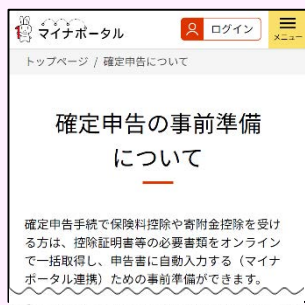 マイナポータル
ログイン
メニュー
トップページ / 確定申告について
確定申告の事前準備
について
確定申告手続で保険料控除や寄附金控除を受け
る方は、控除証明書等の必要書類をオンライン
で一括取得し、申告書に自動入力する（マイナ
ポータル連携）ための事前準備ができます。